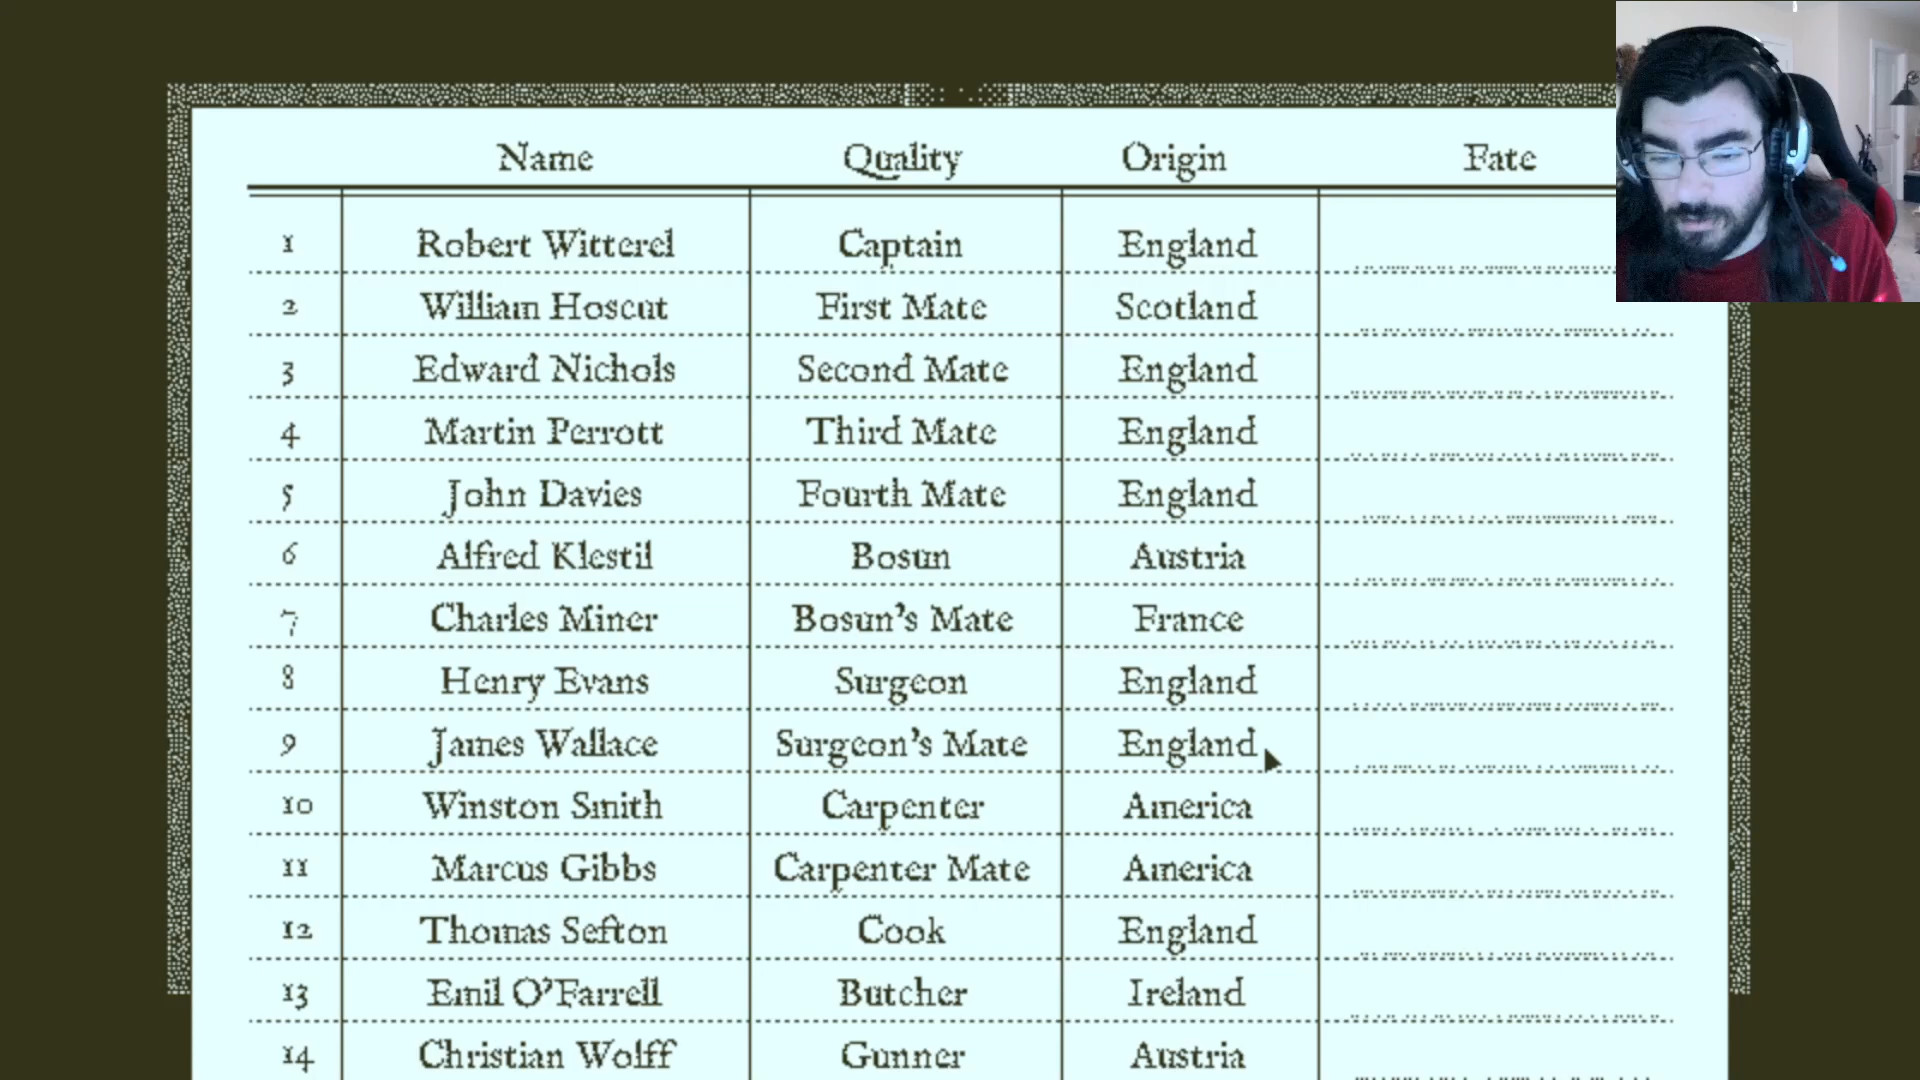 Name Quality Origin Fate
1 Robert Witterel Captain England
2 William Hoscut First Mate Scotland
3 Edward Nichols Second Mate England
4 Martin Perrott Third Mate England
5 John Davies Fourth Mate England
6 Alfred Klestil Bosun Austria
7 Charles Miner Bosun's Mate France
8 Henry Evans Surgeon England
9 James Wallace Surgeon's Mate England
10 Winston Smith Carpenter America
11 Marcus Gibbs Carpenter Mate America
12 Thomas Sefton Cook England
13 Emil O'Farrell Butcher Ireland
14 Christian Wolff Gunner Austria